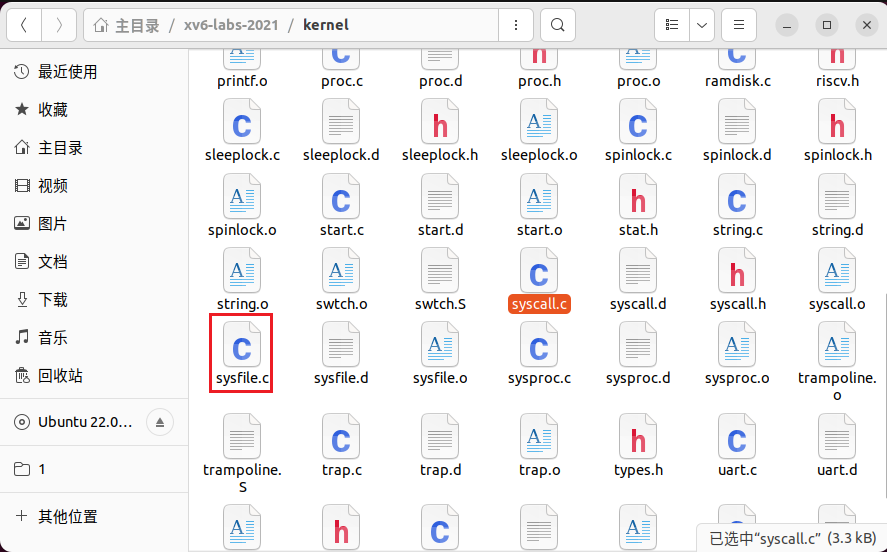 主目录 / xv6-labs-2021 / kernel
最近使用
收藏
主目录
视频
图片
文档
下载
音乐
回收站
Ubuntu 22.0…
1
其他位置
printf.o proc.c proc.d proc.h proc.o ramdisk.c riscv.h
sleeplock.c sleeplock.d sleeplock.h sleeplock.o spinlock.c spinlock.d spinlock.h
spinlock.o start.c start.d start.o stat.h string.c string.d
string.o swtch.o swtch.S syscall.c syscall.d syscall.h syscall.o
sysfile.c sysfile.d sysfile.o sysproc.c sysproc.d sysproc.o trampoline.
o
trampoline. trap.c trap.d trap.o types.h uart.c uart.d
S
已选中“syscall.c” (3.3 kB)